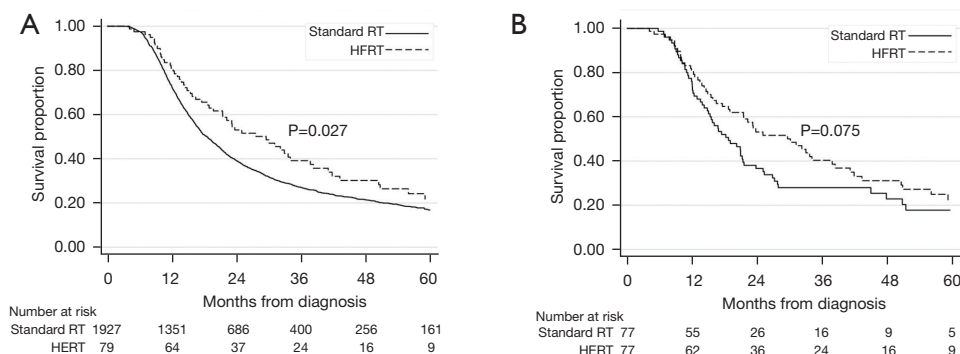 A
1.00
0.80
0.60
0.40
0.20
0.00
Survival proportion
Standard RT
HFRT
P=0.027
0 12 24 36 48 60
Months from diagnosis
Number at risk
Standard RT 1927 1351 686 400 256 161
HERT 79 64 37 24 16 9
B
1.00
0.80
0.60
0.40
0.20
0.00
Survival proportion
Standard RT
HFRT
P=0.075
0 12 24 36 48 60
Months from diagnosis
Number at risk
Standard RT 77 55 26 16 9 5
HERT 77 62 36 24 16 9